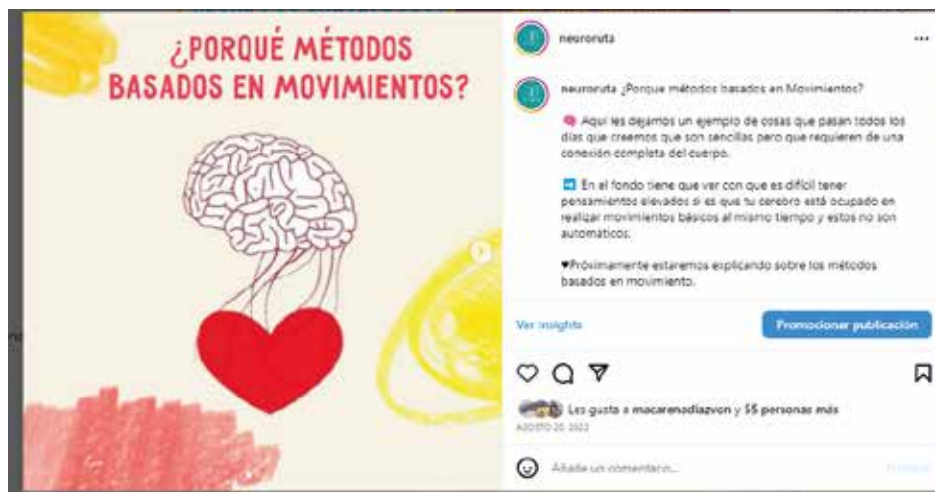 ¿PORQUÉ MÉTODOS
BASADOS EN MOVIMIENTOS?
neuroruta
neuroruta ¿Porque métodos basados en Movimientos?
🧠 Aquí les dejamos un ejemplo de cosas que pasan todos los
días que creemos que son sencillas pero que requieren de una
conexión completa del cuerpo.
➡️ En el fondo tiene que ver con que es difícil tener
pensamientos elevados si es que tu cerebro está ocupado en
realizar movimientos básicos al mismo tiempo y estos no son
automáticos.
♥Próximamente estaremos explicando sobre los métodos
basados en movimiento.
Ver insights
Promocionar publicación
Les gusta a macarenadiazvon y 55 personas más
AGOSTO 20, 2022
Añade un comentario...